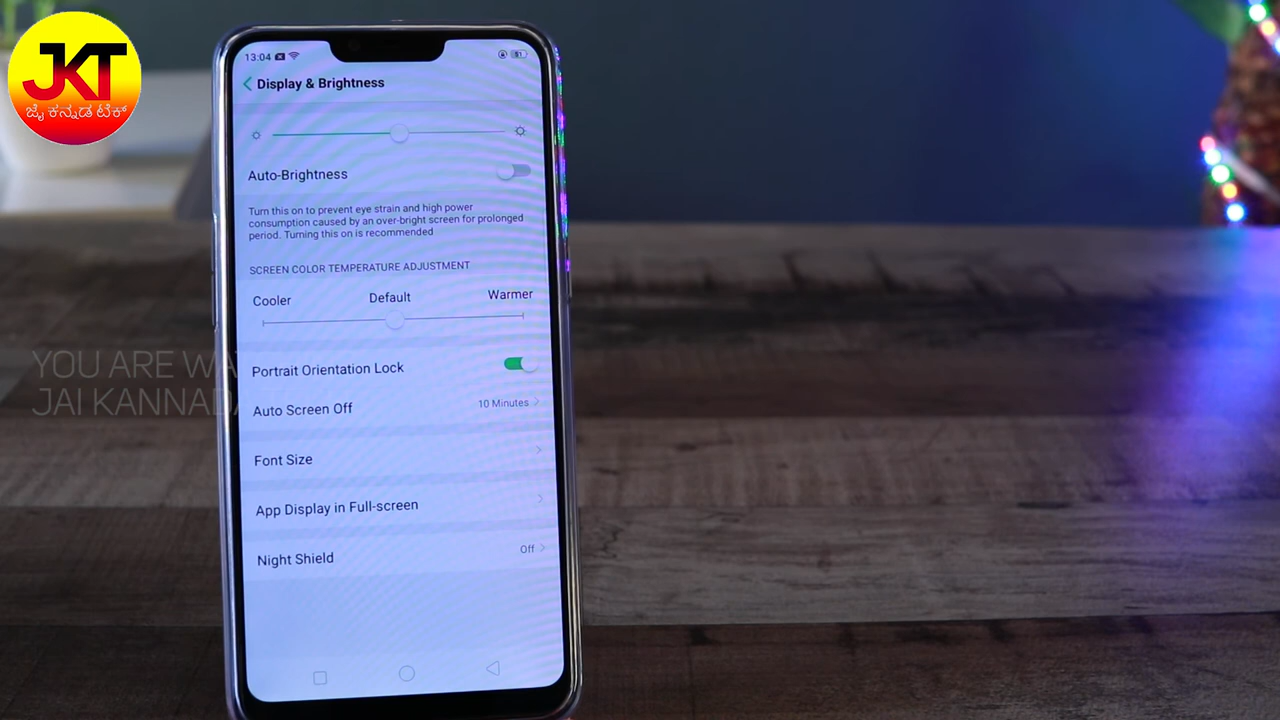 JKT
ಜೈ ಕನ್ನಡ ಟೆಕ್
13:04
Display & Brightness
Auto-Brightness
Turn this on to prevent eye strain and high power
consumption caused by an over-bright screen for prolonged
period. Turning this on is recommended
SCREEN COLOR TEMPERATURE ADJUSTMENT
Cooler Default Warmer
Portrait Orientation Lock
YOU ARE
JAI KANNADA
Auto Screen Off 10 Minutes
Font Size
App Display in Full-screen
Night Shield Off